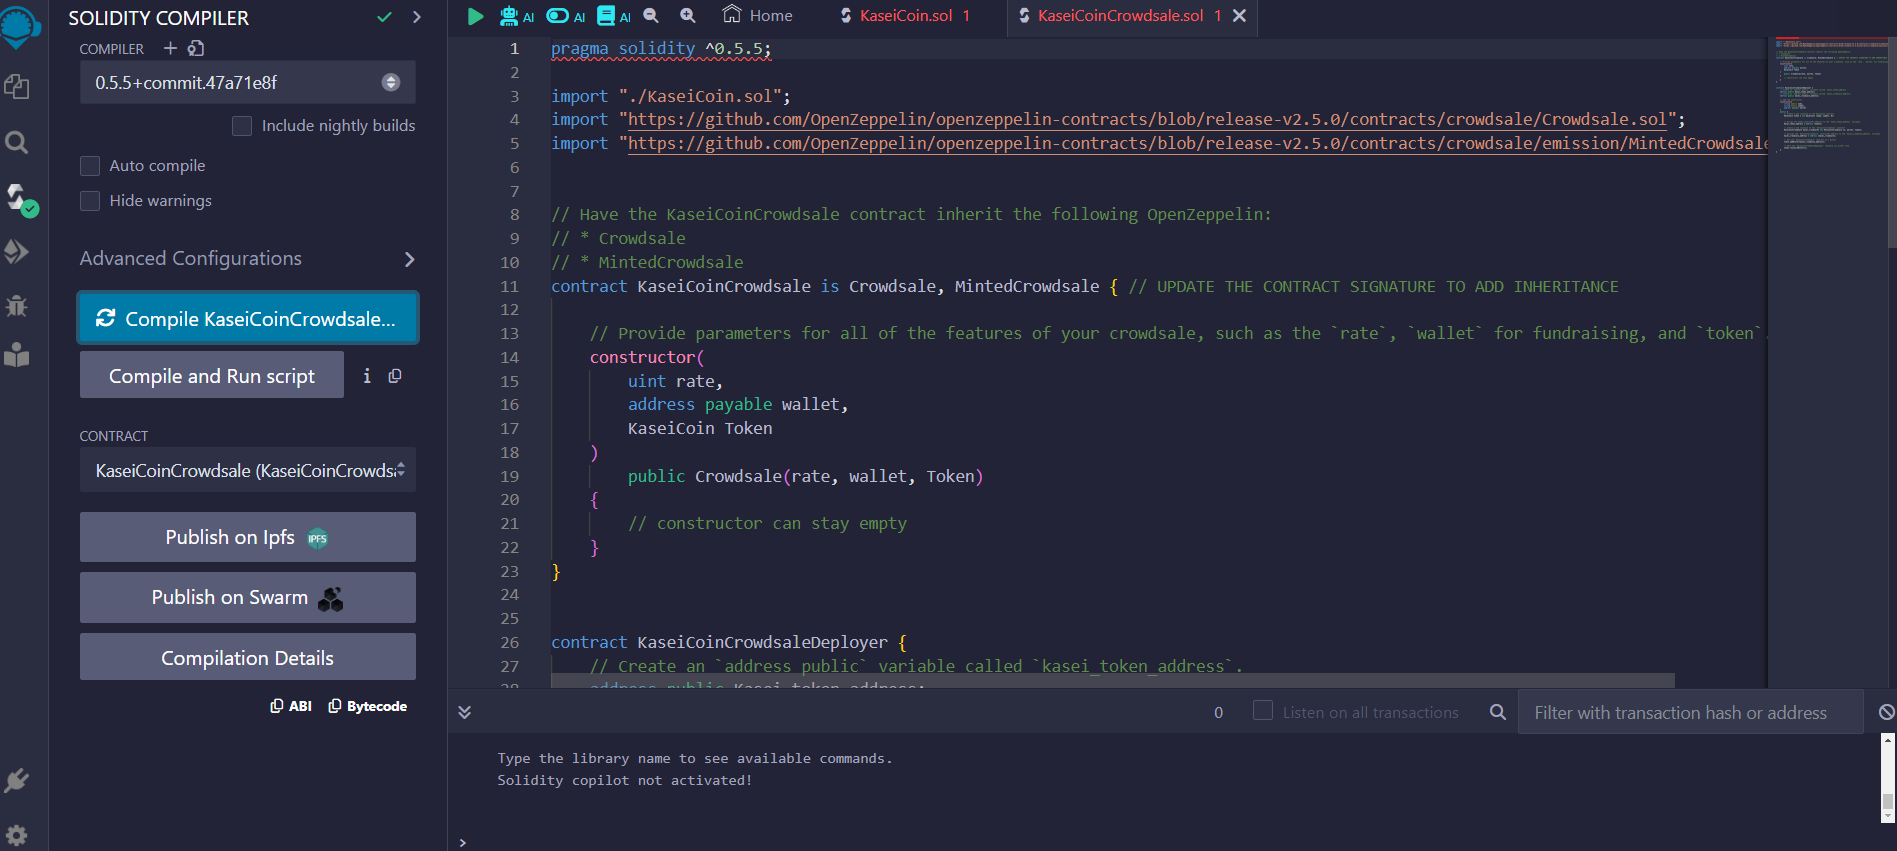 SOLIDITY COMPILER
COMPILER
0.5.5+commit.47a71e8f
Include nightly builds
Auto compile
Hide warnings
Advanced Configurations
Compile KaseiCoinCrowdsale...
Compile and Run script
i
CONTRACT
KaseiCoinCrowdsale (KaseiCoinCrowdsa
Publish on Ipfs
IPFS
Publish on Swarm
Compilation Details
ABI
Bytecode
AI
AI
AI
Home
KaseiCoin.sol 1
KaseiCoinCrowdsale.sol 1
1 pragma solidity ^0.5.5;
2
3 import "./KaseiCoin.sol";
4 import "https://github.com/OpenZeppelin/openzeppelin-contracts/blob/release-v2.5.0/contracts/crowdsale/Crowdsale.sol";
5 import "https://github.com/OpenZeppelin/openzeppelin-contracts/blob/release-v2.5.0/contracts/crowdsale/emission/MintedCrowdsale
6
7
8 // Have the KaseiCoinCrowdsale contract inherit the following OpenZeppelin:
9 // * Crowdsale
10 // * MintedCrowdsale
11 contract KaseiCoinCrowdsale is Crowdsale, MintedCrowdsale { // UPDATE THE CONTRACT SIGNATURE TO ADD INHERITANCE
12
13 // Provide parameters for all of the features of your crowdsale, such as the `rate`, `wallet` for fundraising, and `token`.
14 constructor(
15 uint rate,
16 address payable wallet,
17 KaseiCoin Token
18 )
19 public Crowdsale(rate, wallet, Token)
20 {
21 // constructor can stay empty
22 }
23 }
24
25
26 contract KaseiCoinCrowdsaleDeployer {
27 // Create an `address public` variable called `kasei_token_address`.
28 address public Kasei_token_address;
0
Listen on all transactions
Filter with transaction hash or address
Type the library name to see available commands.
Solidity copilot not activated!
>